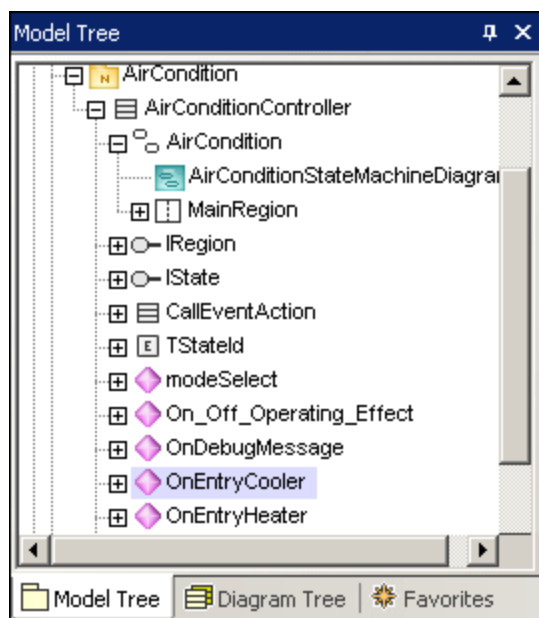 Model Tree
N AirCondition
AirConditionController
AirCondition
AirConditionStateMachineDiagra
MainRegion
IRegion
IState
CallEventAction
E TStateId
modeSelect
On_Off_Operating_Effect
OnDebugMessage
OnEntryCooler
OnEntryHeater
Model Tree Diagram Tree Favorites